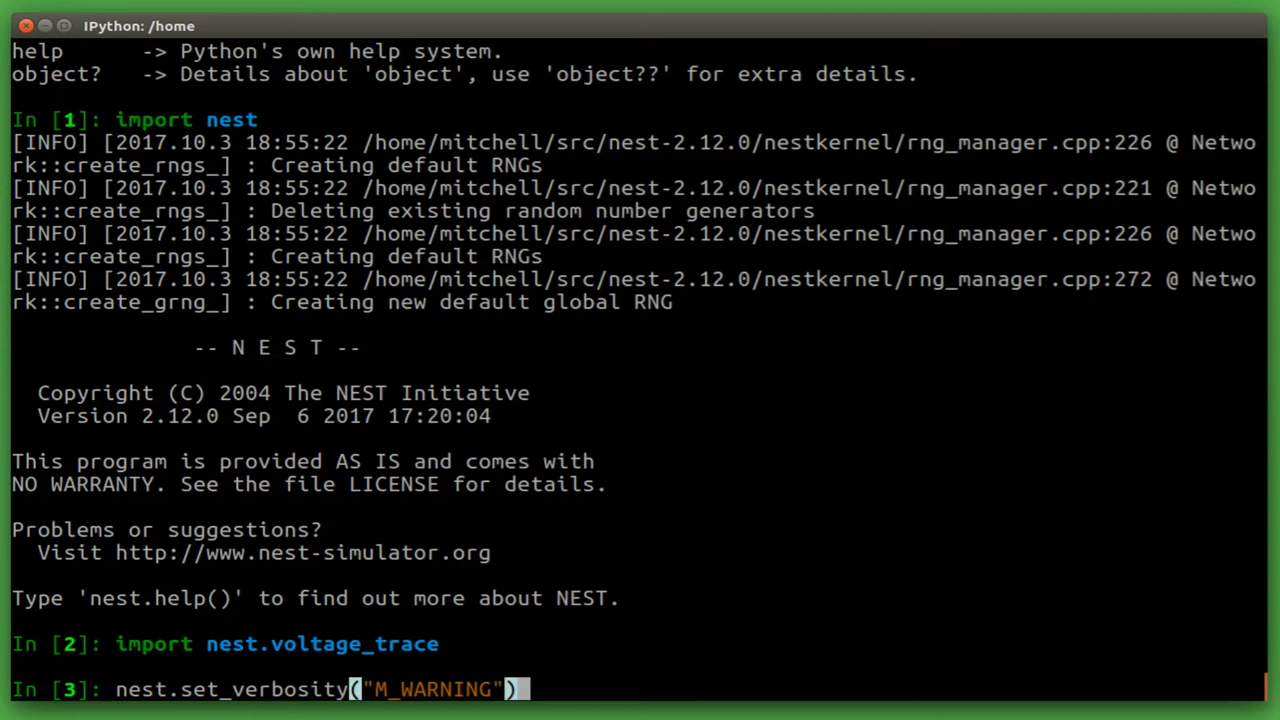 IPython: /home
help      -> Python's own help system.
object?   -> Details about 'object', use 'object??' for extra details.
In [1]: import nest
[INFO] [2017.10.3 18:55:22 /home/mitchell/src/nest-2.12.0/nestkernel/rng_manager.cpp:226 @ Netwo
rk::create_rngs_] : Creating default RNGs
[INFO] [2017.10.3 18:55:22 /home/mitchell/src/nest-2.12.0/nestkernel/rng_manager.cpp:221 @ Netwo
rk::create_rngs_] : Deleting existing random number generators
[INFO] [2017.10.3 18:55:22 /home/mitchell/src/nest-2.12.0/nestkernel/rng_manager.cpp:226 @ Netwo
rk::create_rngs_] : Creating default RNGs
[INFO] [2017.10.3 18:55:22 /home/mitchell/src/nest-2.12.0/nestkernel/rng_manager.cpp:272 @ Netwo
rk::create_grng_] : Creating new default global RNG
-- N E S T --
Copyright (C) 2004 The NEST Initiative
Version 2.12.0 Sep  6 2017 17:20:04
This program is provided AS IS and comes with
NO WARRANTY. See the file LICENSE for details.
Problems or suggestions?
Visit http://www.nest-simulator.org
Type 'nest.help()' to find out more about NEST.
In [2]: import nest.voltage_trace
In [3]: nest.set_verbosity("M_WARNING")